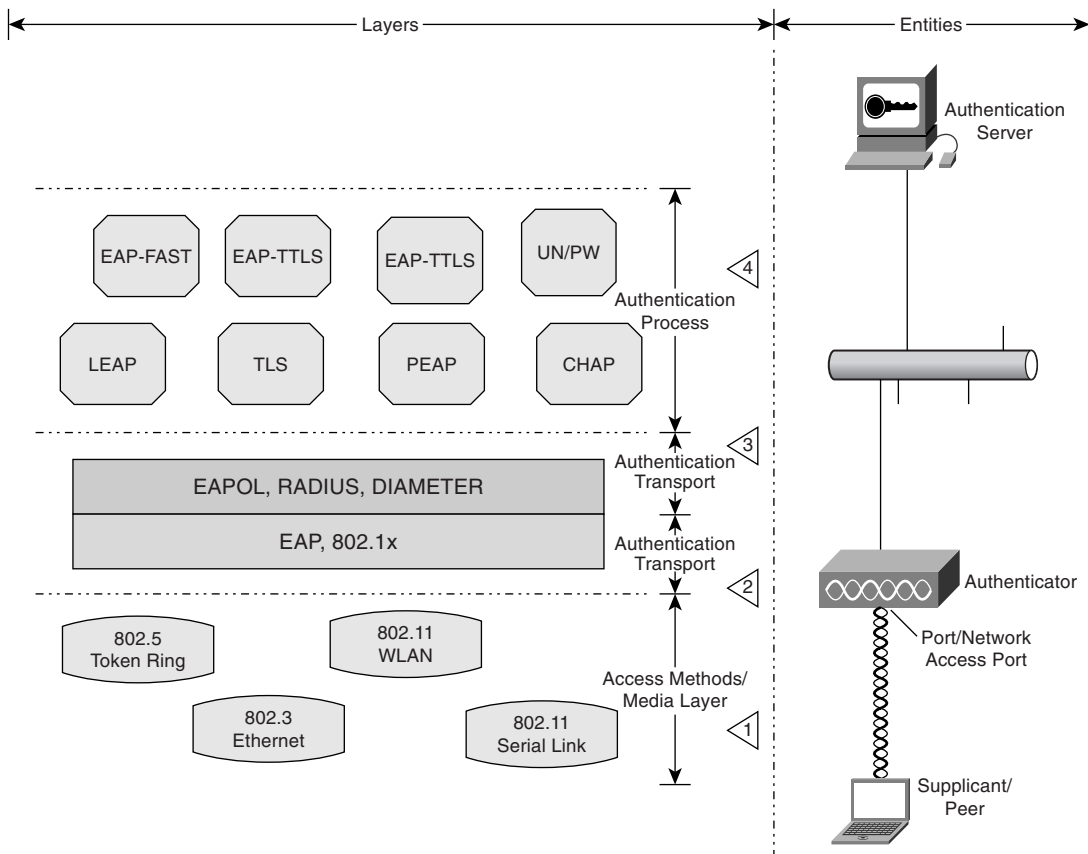 Layers
Entities
Authentication
Server
EAP-FAST
EAP-TTLS
EAP-TTLS
UN/PW
4
Authentication
Process
LEAP
TLS
PEAP
CHAP
3
Authentication
Transport
EAPOL, RADIUS, DIAMETER
EAP, 802.1x
Authentication
Transport
2
Authenticator
Port/Network
Access Port
802.5
Token Ring
802.11
WLAN
Access Methods/
Media Layer
802.3
Ethernet
802.11
Serial Link
1
Supplicant/
Peer